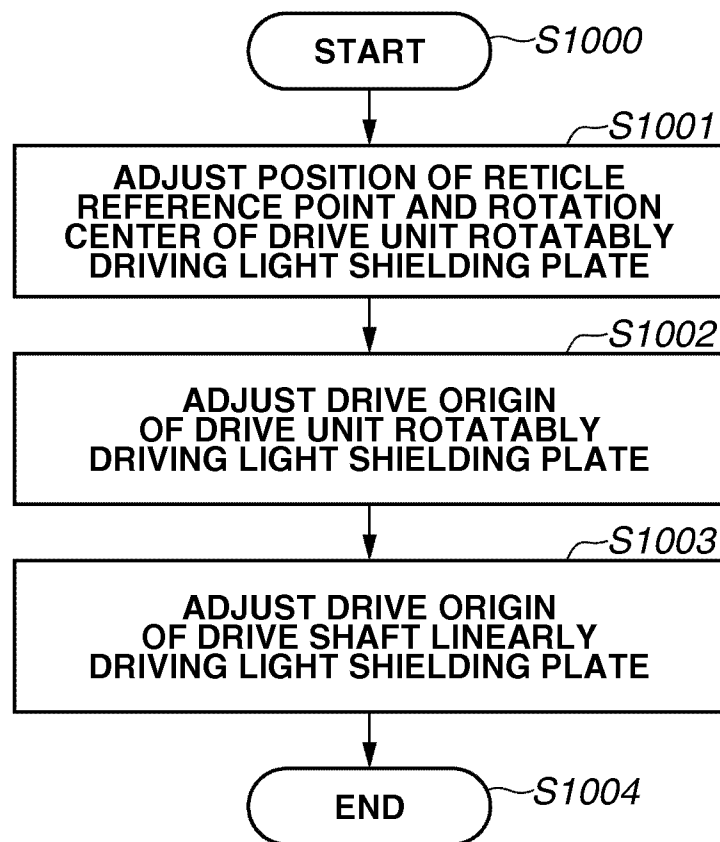 START
S1000
S1001
ADJUST POSITION OF RETICLE
REFERENCE POINT AND ROTATION
CENTER OF DRIVE UNIT ROTATABLY
DRIVING LIGHT SHIELDING PLATE
S1002
ADJUST DRIVE ORIGIN
OF DRIVE UNIT ROTATABLY
DRIVING LIGHT SHIELDING PLATE
S1003
ADJUST DRIVE ORIGIN
OF DRIVE SHAFT LINEARLY
DRIVING LIGHT SHIELDING PLATE
END
S1004